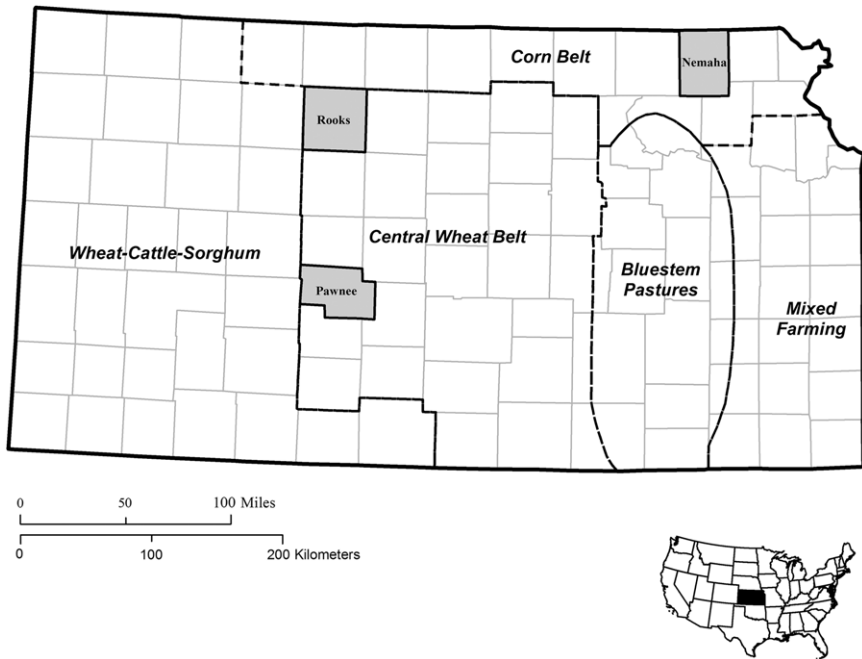 Corn Belt
Nemaha
Rooks
Central Wheat Belt
Wheat-Cattle-Sorghum
Bluestem
Pastures
Pawnee
Mixed
Farming
0 50 100 Miles
0 100 200 Kilometers